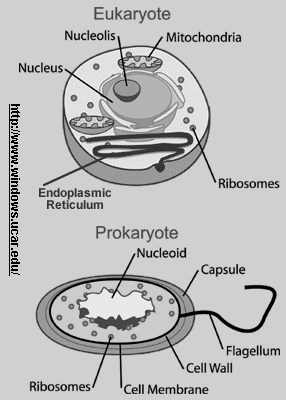 Eukaryote
Nucleolis
Mitochondria
Nucleus
Ribosomes
Endoplasmic
Reticulum
http://www.windows.ucar.edu/
Prokaryote
Nucleoid
Capsule
Flagellum
Cell Wall
Ribosomes
Cell Membrane